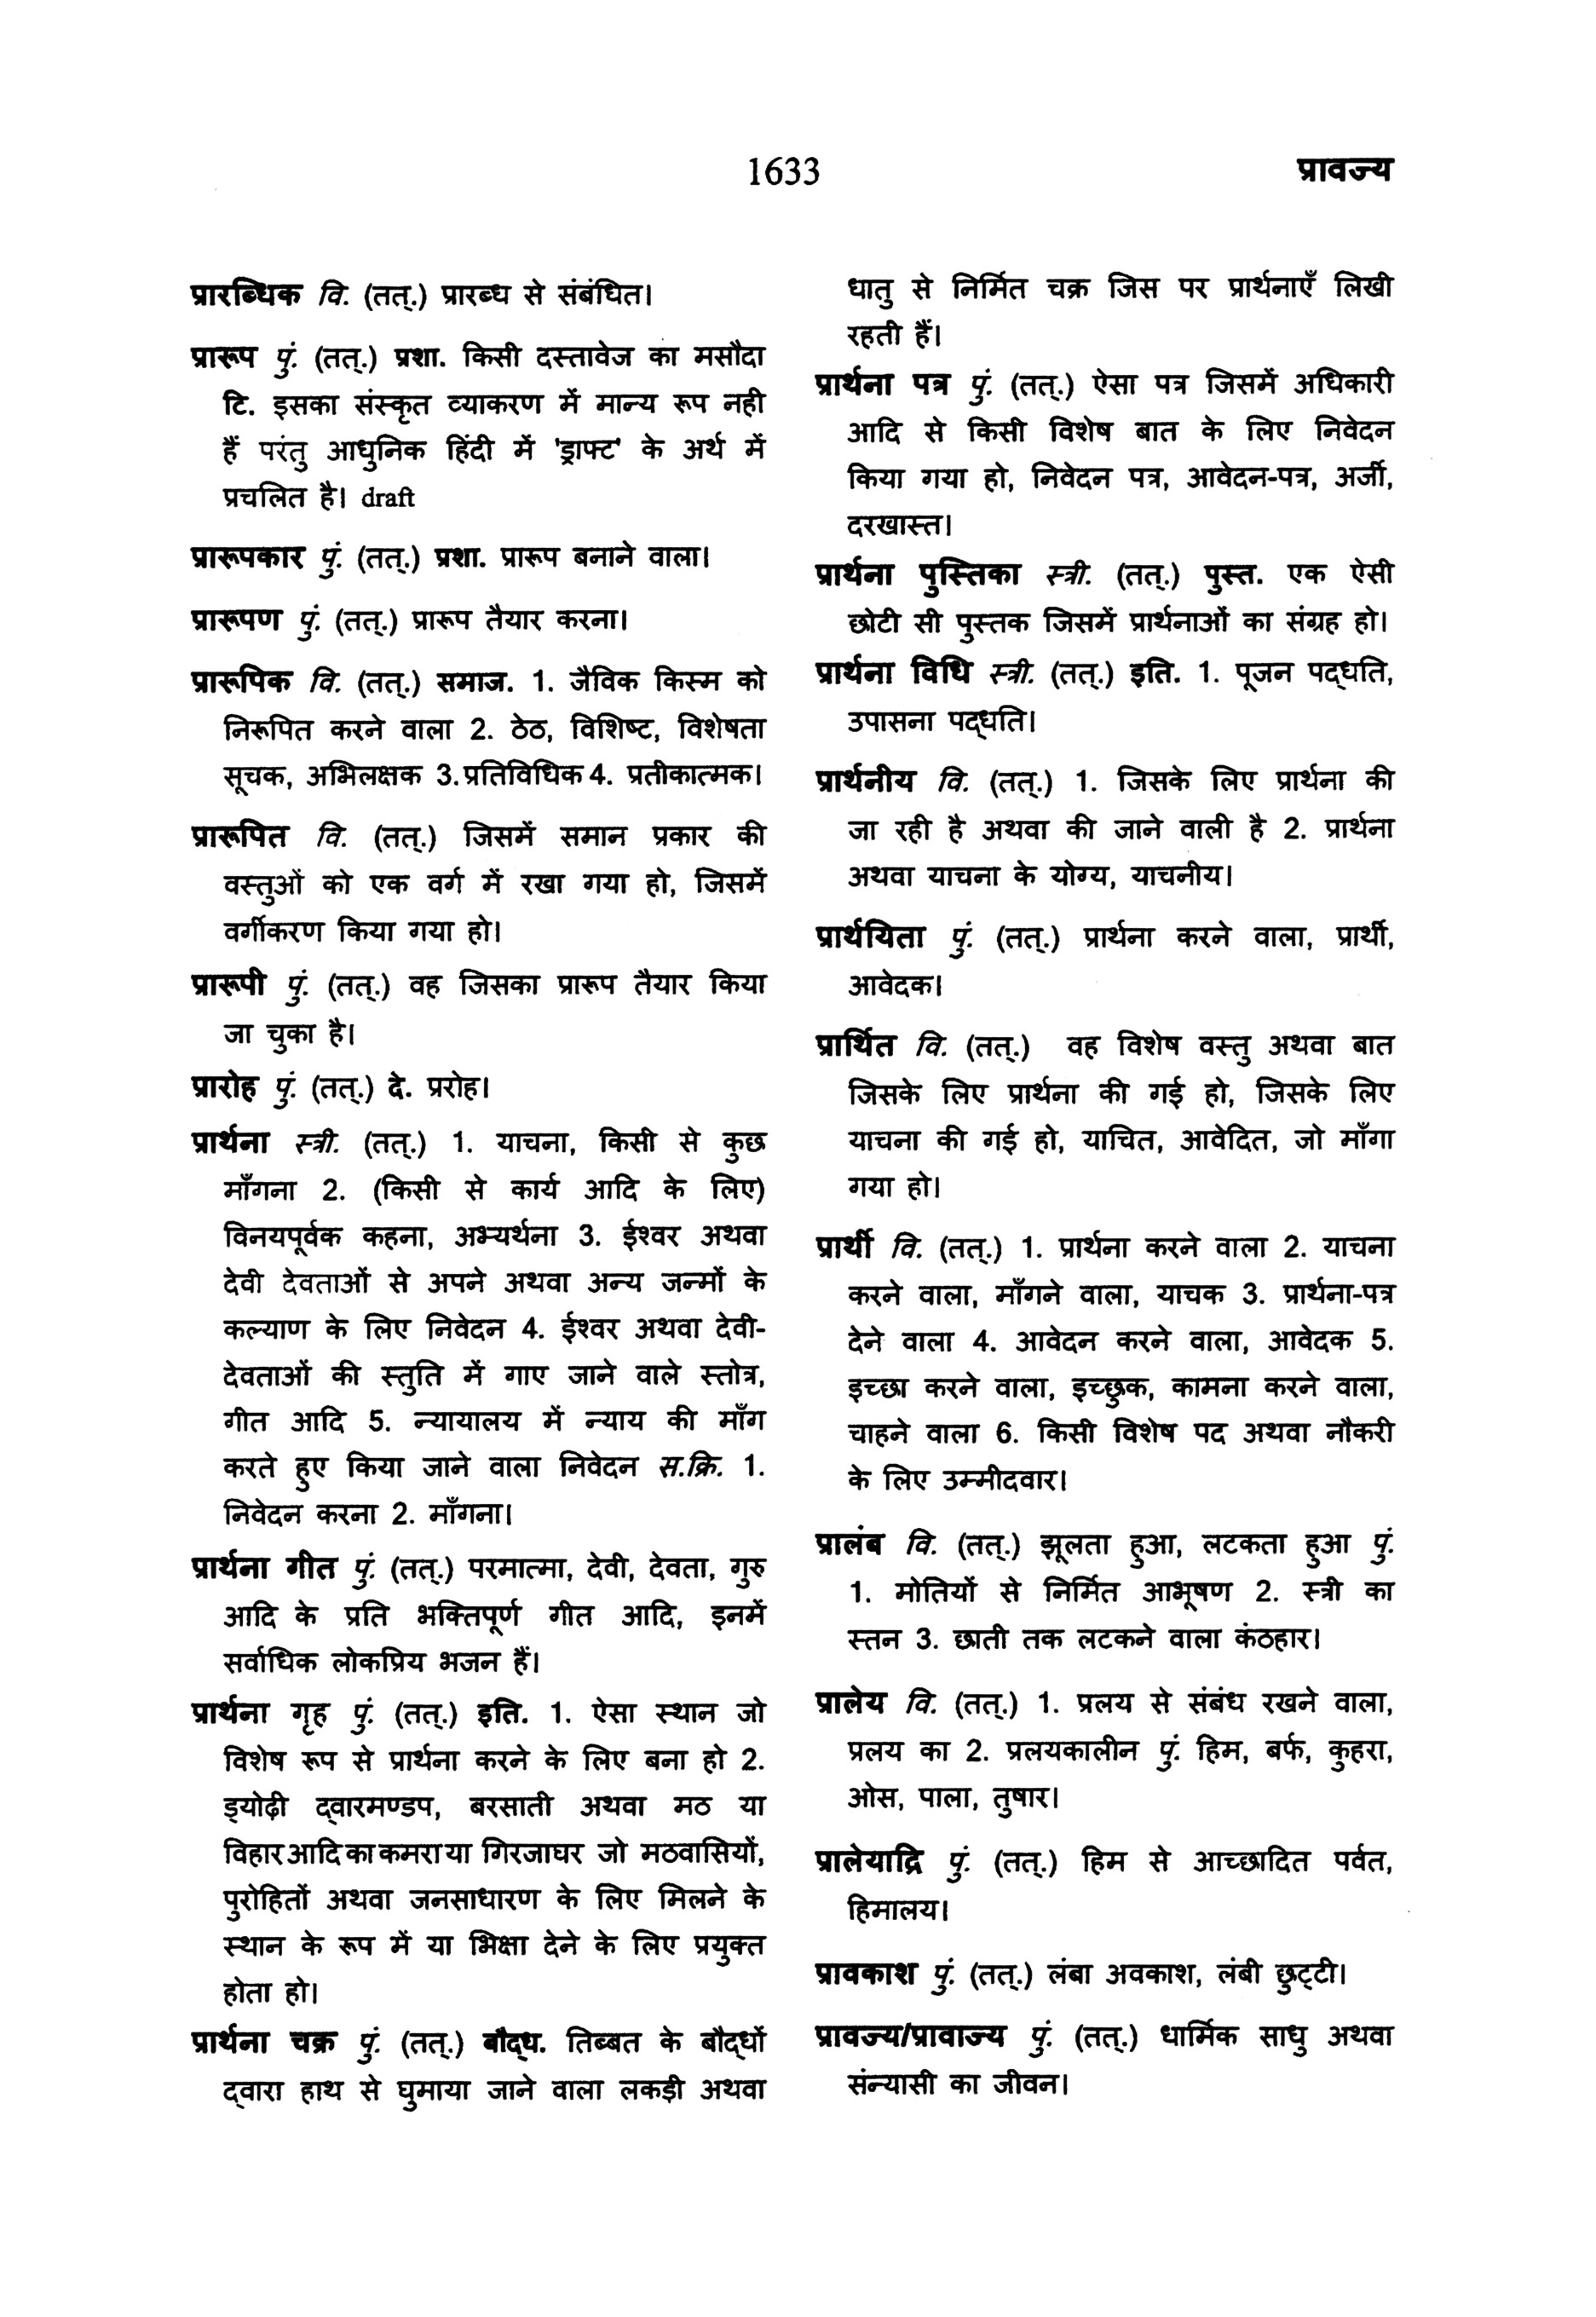 1633
प्रावज्य
प्रारब्धिक वि. (तत्.) प्रारब्ध से संबंधित।
प्रारूप पुं. (तत्.) प्रशा. किसी दस्तावेज का मसौदा
टि. इसका संस्कृत व्याकरण में मान्य रूप नही
हैं परंतु आधुनिक हिंदी में 'ड्राफ्ट' के अर्थ में
प्रचलित है। draft
प्रारूपकार पुं. (तत्.) प्रशा. प्रारूप बनाने वाला।
प्रारूपण पुं. (तत्.) प्रारूप तैयार करना।
प्रारूपिक वि. (तत्.) समाज. 1. जैविक किस्म को
निरूपित करने वाला 2. ठेठ, विशिष्ट, विशेषता
सूचक, अभिलक्षक 3. प्रतिविधिक 4. प्रतीकात्मक।
प्रारूपित वि. (तत्.) जिसमें समान प्रकार की
वस्तुओं को एक वर्ग में रखा गया हो, जिसमें
वर्गीकरण किया गया हो।
प्रारूपी पुं. (तत्.) वह जिसका प्रारूप तैयार किया
जा चुका है।
प्रारोह पुं. (तत्.) दे. प्ररोह।
प्रार्थना स्त्री. (तत्.) 1. याचना, किसी से कुछ
माँगना 2. (किसी से कार्य आदि के लिए)
विनयपूर्वक कहना, अभ्यर्थना 3. ईश्वर अथवा
देवी देवताओं से अपने अथवा अन्य जन्मों के
कल्याण के लिए निवेदन 4. ईश्वर अथवा देवी-
देवताओं की स्तुति में गाए जाने वाले स्तोत्र,
गीत आदि 5. न्यायालय में न्याय की माँग
करते हुए किया जाने वाला निवेदन स.क्रि. 1.
निवेदन करना 2. माँगना।
प्रार्थना गीत पुं. (तत्.) परमात्मा, देवी, देवता, गुरु
आदि के प्रति भक्तिपूर्ण गीत आदि, इनमें
सर्वाधिक लोकप्रिय भजन हैं।
प्रार्थना गृह पुं. (तत्.) इति. 1. ऐसा स्थान जो
विशेष रूप से प्रार्थना करने के लिए बना हो 2.
ड्योढ़ी द्वारमण्डप, बरसाती अथवा मठ या
विहार आदि का कमरा या गिरजाघर जो मठवासियों,
पुरोहितों अथवा जनसाधारण के लिए मिलने के
स्थान के रूप में या भिक्षा देने के लिए प्रयुक्त
होता हो।
प्रार्थना चक्र पुं. (तत्.) बौद्ध. तिब्बत के बौद्धों
द्वारा हाथ से घुमाया जाने वाला लकड़ी अथवा
धातु से निर्मित चक्र जिस पर प्रार्थनाएँ लिखी
रहती हैं।
प्रार्थना पत्र पुं. (तत्.) ऐसा पत्र जिसमें अधिकारी
आदि से किसी विशेष बात के लिए निवेदन
किया गया हो, निवेदन पत्र, आवेदन-पत्र, अर्जी,
दरखास्त।
प्रार्थना पुस्तिका स्त्री. (तत्.) पुस्त. एक ऐसी
छोटी सी पुस्तक जिसमें प्रार्थनाओं का संग्रह हो।
प्रार्थना विधि स्त्री. (तत्.) इति. 1. पूजन पद्धति,
उपासना पद्धति।
प्रार्थनीय वि. (तत्.) 1. जिसके लिए प्रार्थना की
जा रही है अथवा की जाने वाली है 2. प्रार्थना
अथवा याचना के योग्य, याचनीय।
प्रार्थयिता पुं. (तत्.) प्रार्थना करने वाला, प्रार्थी,
आवेदक।
प्रार्थित वि. (तत्.) वह विशेष वस्तु अथवा बात
जिसके लिए प्रार्थना की गई हो, जिसके लिए
याचना की गई हो, याचित, आवेदित, जो माँगा
गया हो।
प्रार्थी वि. (तत्.) 1. प्रार्थना करने वाला 2. याचना
करने वाला, माँगने वाला, याचक 3. प्रार्थना-पत्र
देने वाला 4. आवेदन करने वाला, आवेदक 5.
इच्छा करने वाला, इच्छुक, कामना करने वाला,
चाहने वाला 6. किसी विशेष पद अथवा नौकरी
के लिए उम्मीदवार।
प्रालंब वि. (तत्.) झूलता हुआ, लटकता हुआ पुं.
1. मोतियों से निर्मित आभूषण 2. स्त्री का
स्तन 3. छाती तक लटकने वाला कंठहार।
प्रालेय वि. (तत्.) 1. प्रलय से संबंध रखने वाला,
प्रलय का 2. प्रलयकालीन पुं. हिम, बर्फ, कुहरा,
ओस, पाला, तुषार।
प्रालेयाद्रि पुं. (तत्.) हिम से आच्छादित पर्वत,
हिमालय।
प्रावकाश पुं. (तत्.) लंबा अवकाश, लंबी छुट्टी।
प्रावज्य/प्रावाज्य पुं. (तत्.) धार्मिक साधु अथवा
संन्यासी का जीवन।